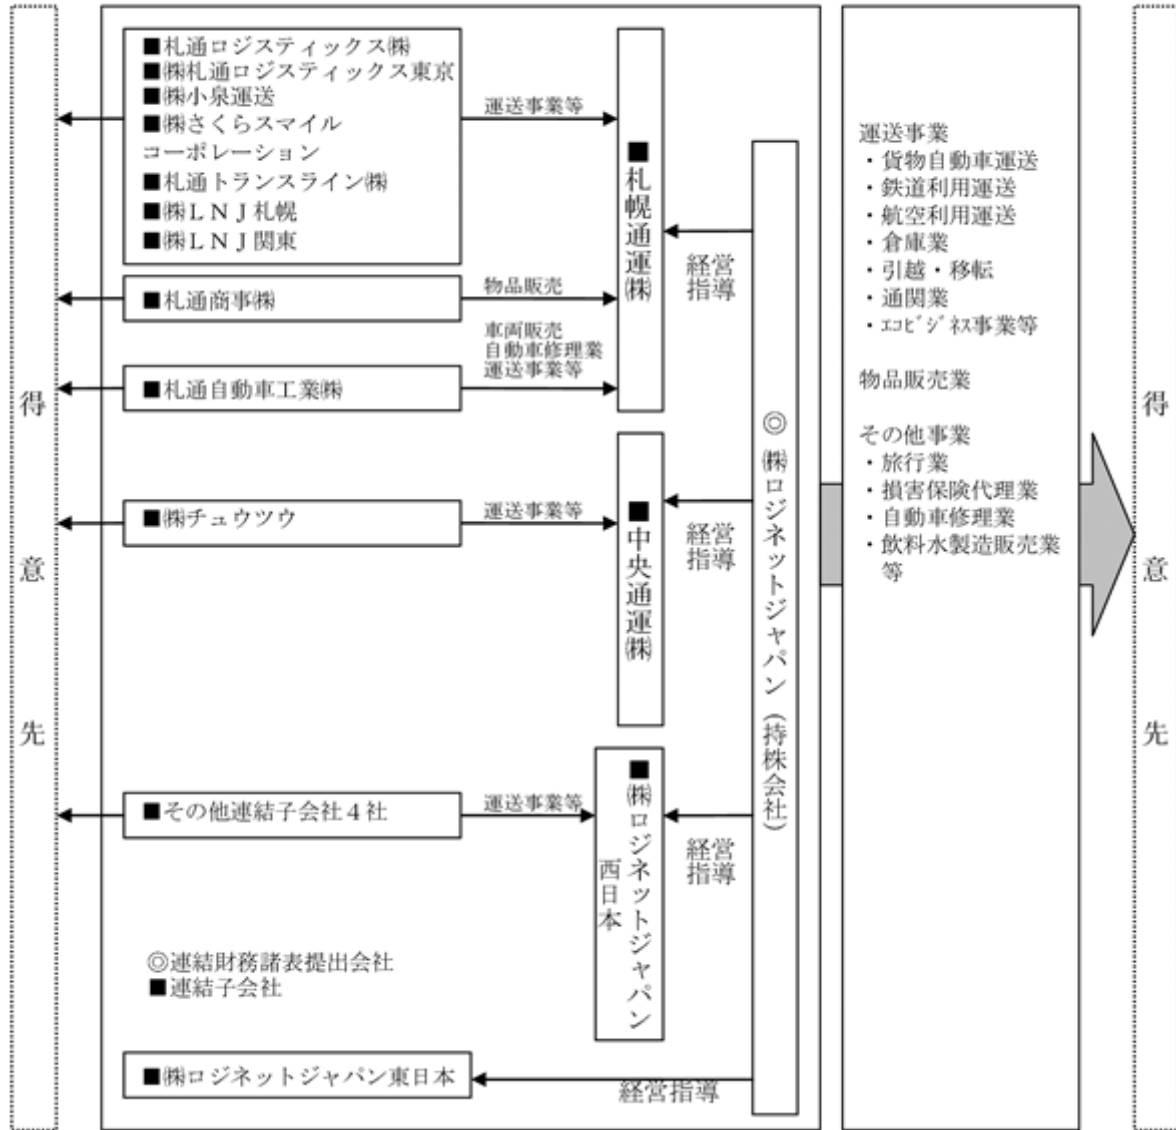 得意先
■札通ロジスティックス㈱
■㈱札通ロジスティックス東京
■㈱小泉運送
■㈱さくらスマイル
コーポレーション
■札通トランスライン㈱
■㈱ＬＮＪ札幌
■㈱ＬＮＪ関東
運送事業等
■札通商事㈱
物品販売
車両販売
自動車修理業
運送事業等
■札通自動車工業㈱
■札幌通運㈱
経営
指導
■㈱チュウツウ
運送事業等
■中央通運㈱
経営
指導
■その他連結子会社４社
運送事業等
■㈱ロジネットジャパン
西日本
経営
指導
◎連結財務諸表提出会社
■連結子会社
■㈱ロジネットジャパン東日本
経営指導
◎㈱ロジネットジャパン（持株会社）
運送事業
・貨物自動車運送
・鉄道利用運送
・航空利用運送
・倉庫業
・引越・移転
・通関業
・ｴｺﾋﾞｼﾞﾈｽ事業等
物品販売業
その他事業
・旅行業
・損害保険代理業
・自動車修理業
・飲料水製造販売業
等
得意先